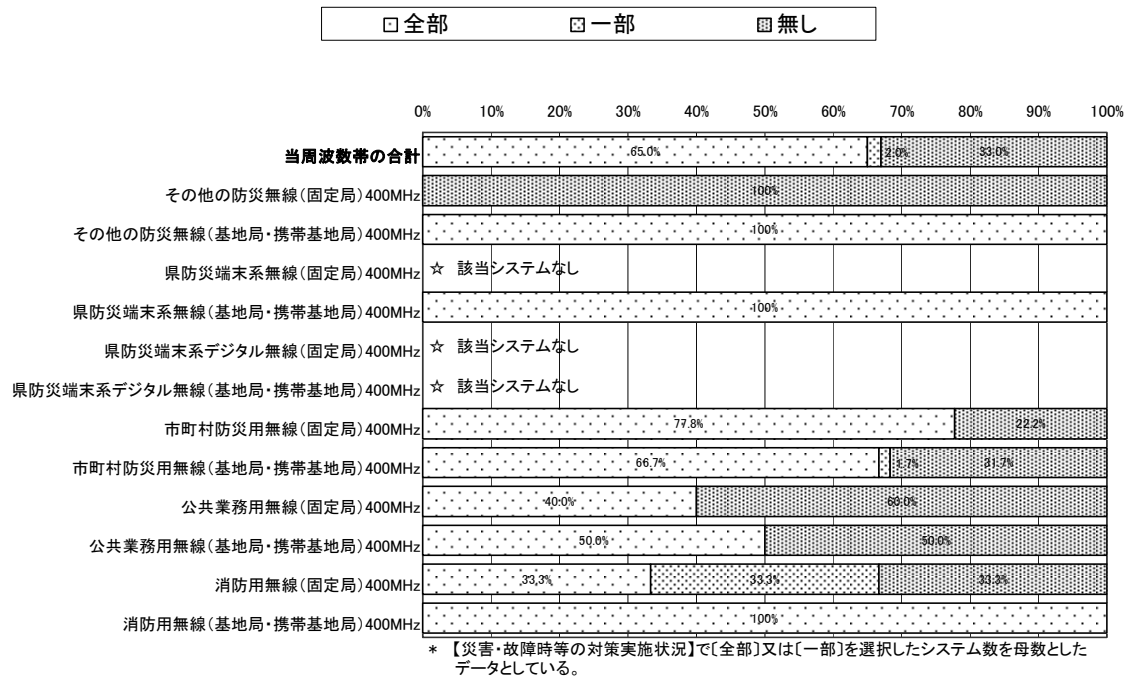 全部 一部 無し
0% 10% 20% 30% 40% 50% 60% 70% 80% 90% 100%
当周波数帯の合計 65.0% 2.0% 33.0%
その他の防災無線(固定局)400MHz 100%
その他の防災無線(基地局・携帯基地局)400MHz 100%
県防災端末系無線(固定局)400MHz ☆ 該当システムなし
県防災端末系無線(基地局・携帯基地局)400MHz 100%
県防災端末系デジタル無線(固定局)400MHz ☆ 該当システムなし
県防災端末系デジタル無線(基地局・携帯基地局)400MHz ☆ 該当システムなし
市町村防災用無線(固定局)400MHz 77.8% 22.2%
市町村防災用無線(基地局・携帯基地局)400MHz 66.7% 1.7% 31.7%
公共業務用無線(固定局)400MHz 40.0% 60.0%
公共業務用無線(基地局・携帯基地局)400MHz 50.0% 50.0%
消防用無線(固定局)400MHz 33.3% 33.3% 33.3%
消防用無線(基地局・携帯基地局)400MHz 100%
* 【災害・故障時等の対策実施状況】で〔全部〕又は〔一部〕を選択したシステム数を母数とした
データとしている。